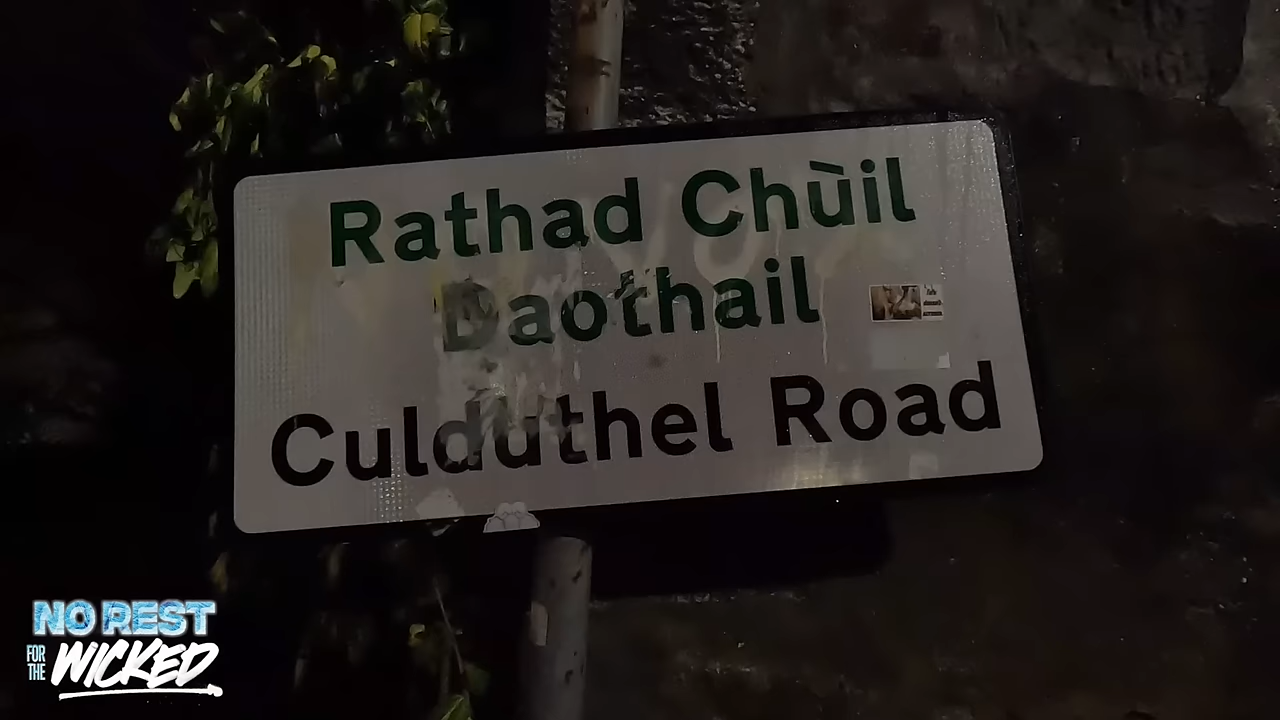 Rathad Chùil
Daothail
Culduthel Road
NO REST
FOR THE WICKED